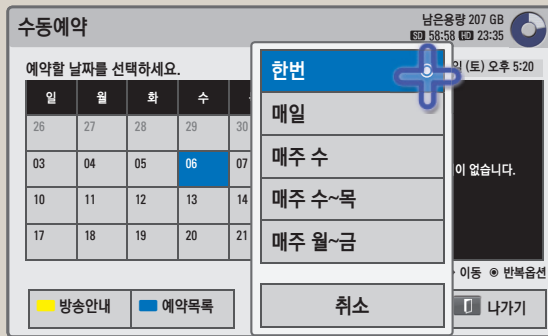 수동예약
남은용량 207 GB
SD 58:58 HD 23:35
예약할 날짜를 선택하세요.
(토) 오후 5:20
일 월 화 수
26 27 28 29 30
03 04 05 06 07
10 11 12 13 14
17 18 19 20 21
한번
매일
매주 수
매주 수~목
매주 월~금
취소
이 없습니다.
이동 ◉ 반복옵션
방송안내
예약목록
나가기